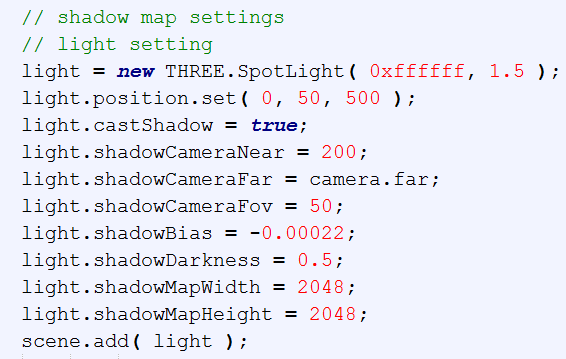 // shadow map settings
// light setting
light = new THREE.SpotLight( 0xffffff, 1.5 );
light.position.set( 0, 50, 500 );
light.castShadow = true;
light.shadowCameraNear = 200;
light.shadowCameraFar = camera.far;
light.shadowCameraFov = 50;
light.shadowBias = -0.00022;
light.shadowDarkness = 0.5;
light.shadowMapWidth = 2048;
light.shadowMapHeight = 2048;
scene.add( light );